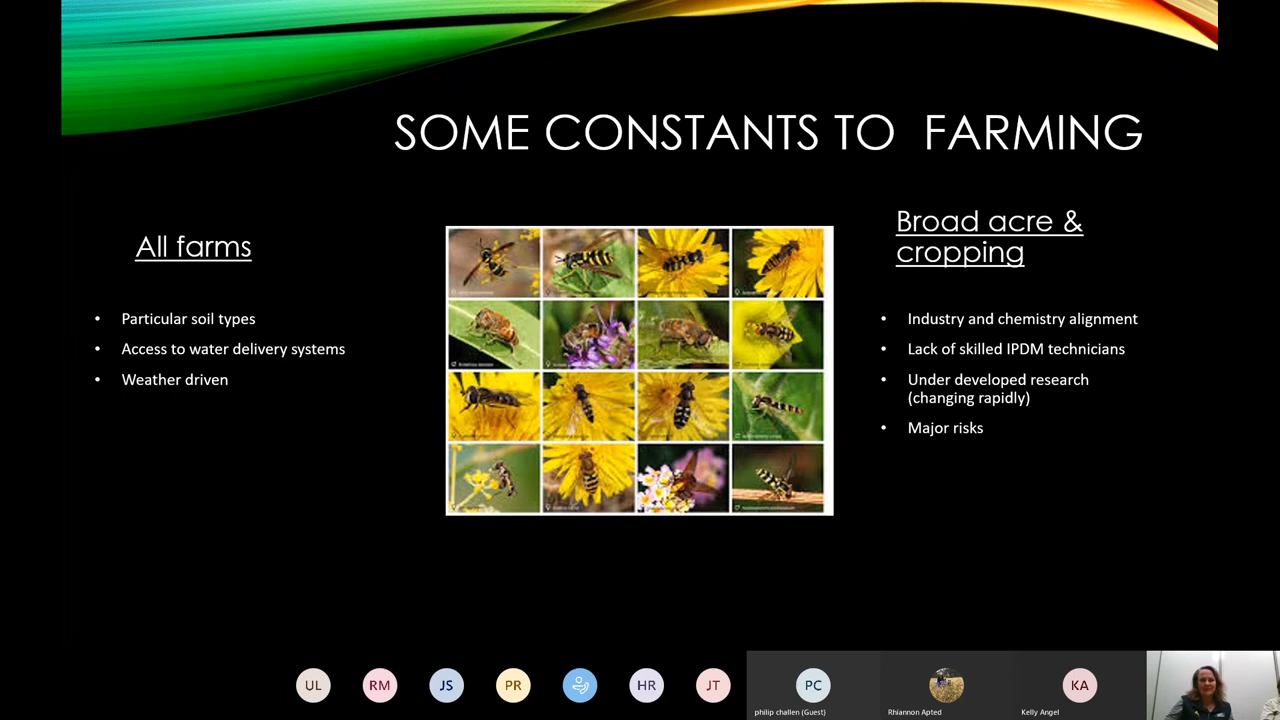 SOME CONSTANTS TO FARMING
All farms
• Particular soil types
• Access to water delivery systems
• Weather driven
Broad acre &
cropping
• Industry and chemistry alignment
• Lack of skilled IPDM technicians
• Under developed research
(changing rapidly)
• Major risks
UL
RM
JS
PR
HR
JT
PC
KA
philip challen (Guest)
Rhiannon Apted
Kelly Angel